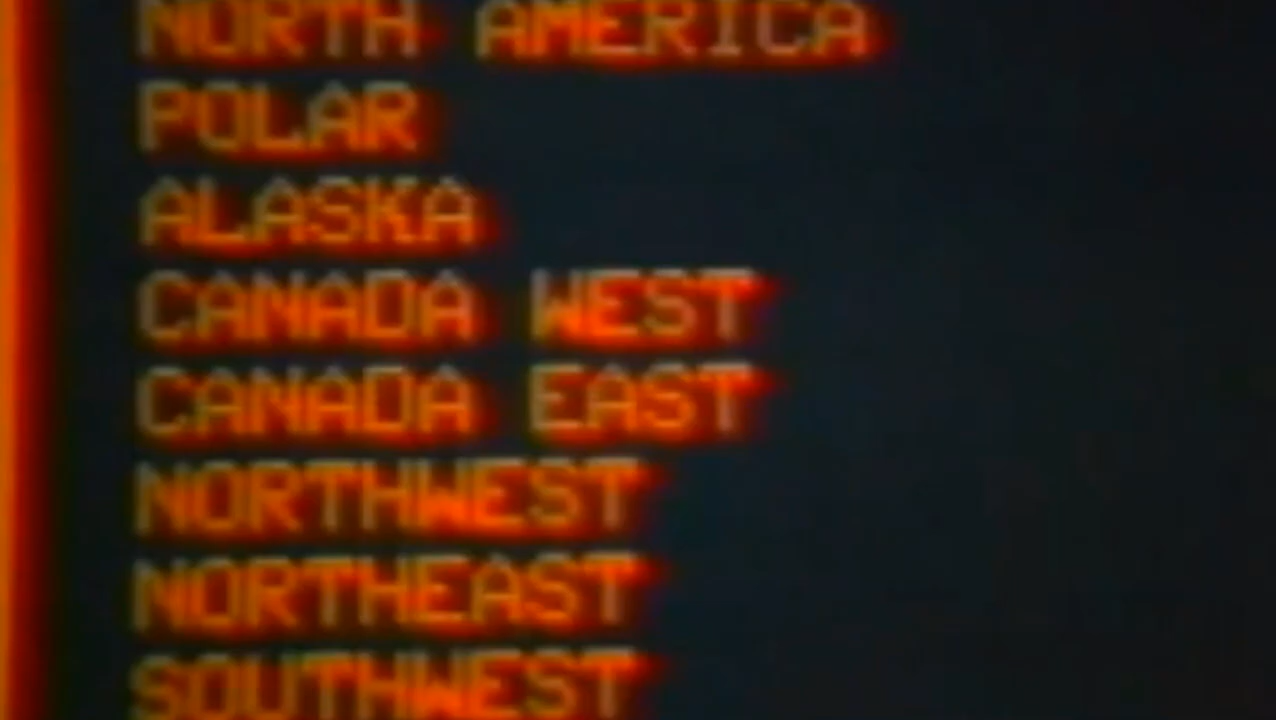 NORTH AMERICA
POLAR
ALASKA
CANADA WEST
CANADA EAST
NORTHWEST
NORTHEAST
SOUTHWEST